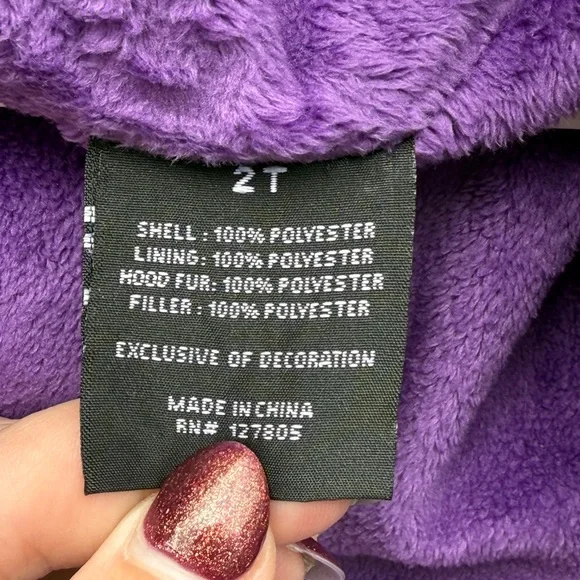 2T
SHELL : 100% POLYESTER
LINING: 100% POLYESTER
HOOD FUR: 100% POLYESTER
FILLER : 100% POLYESTER
EXCLUSIVE OF DECORATION
MADE IN CHINA
RN# 127805